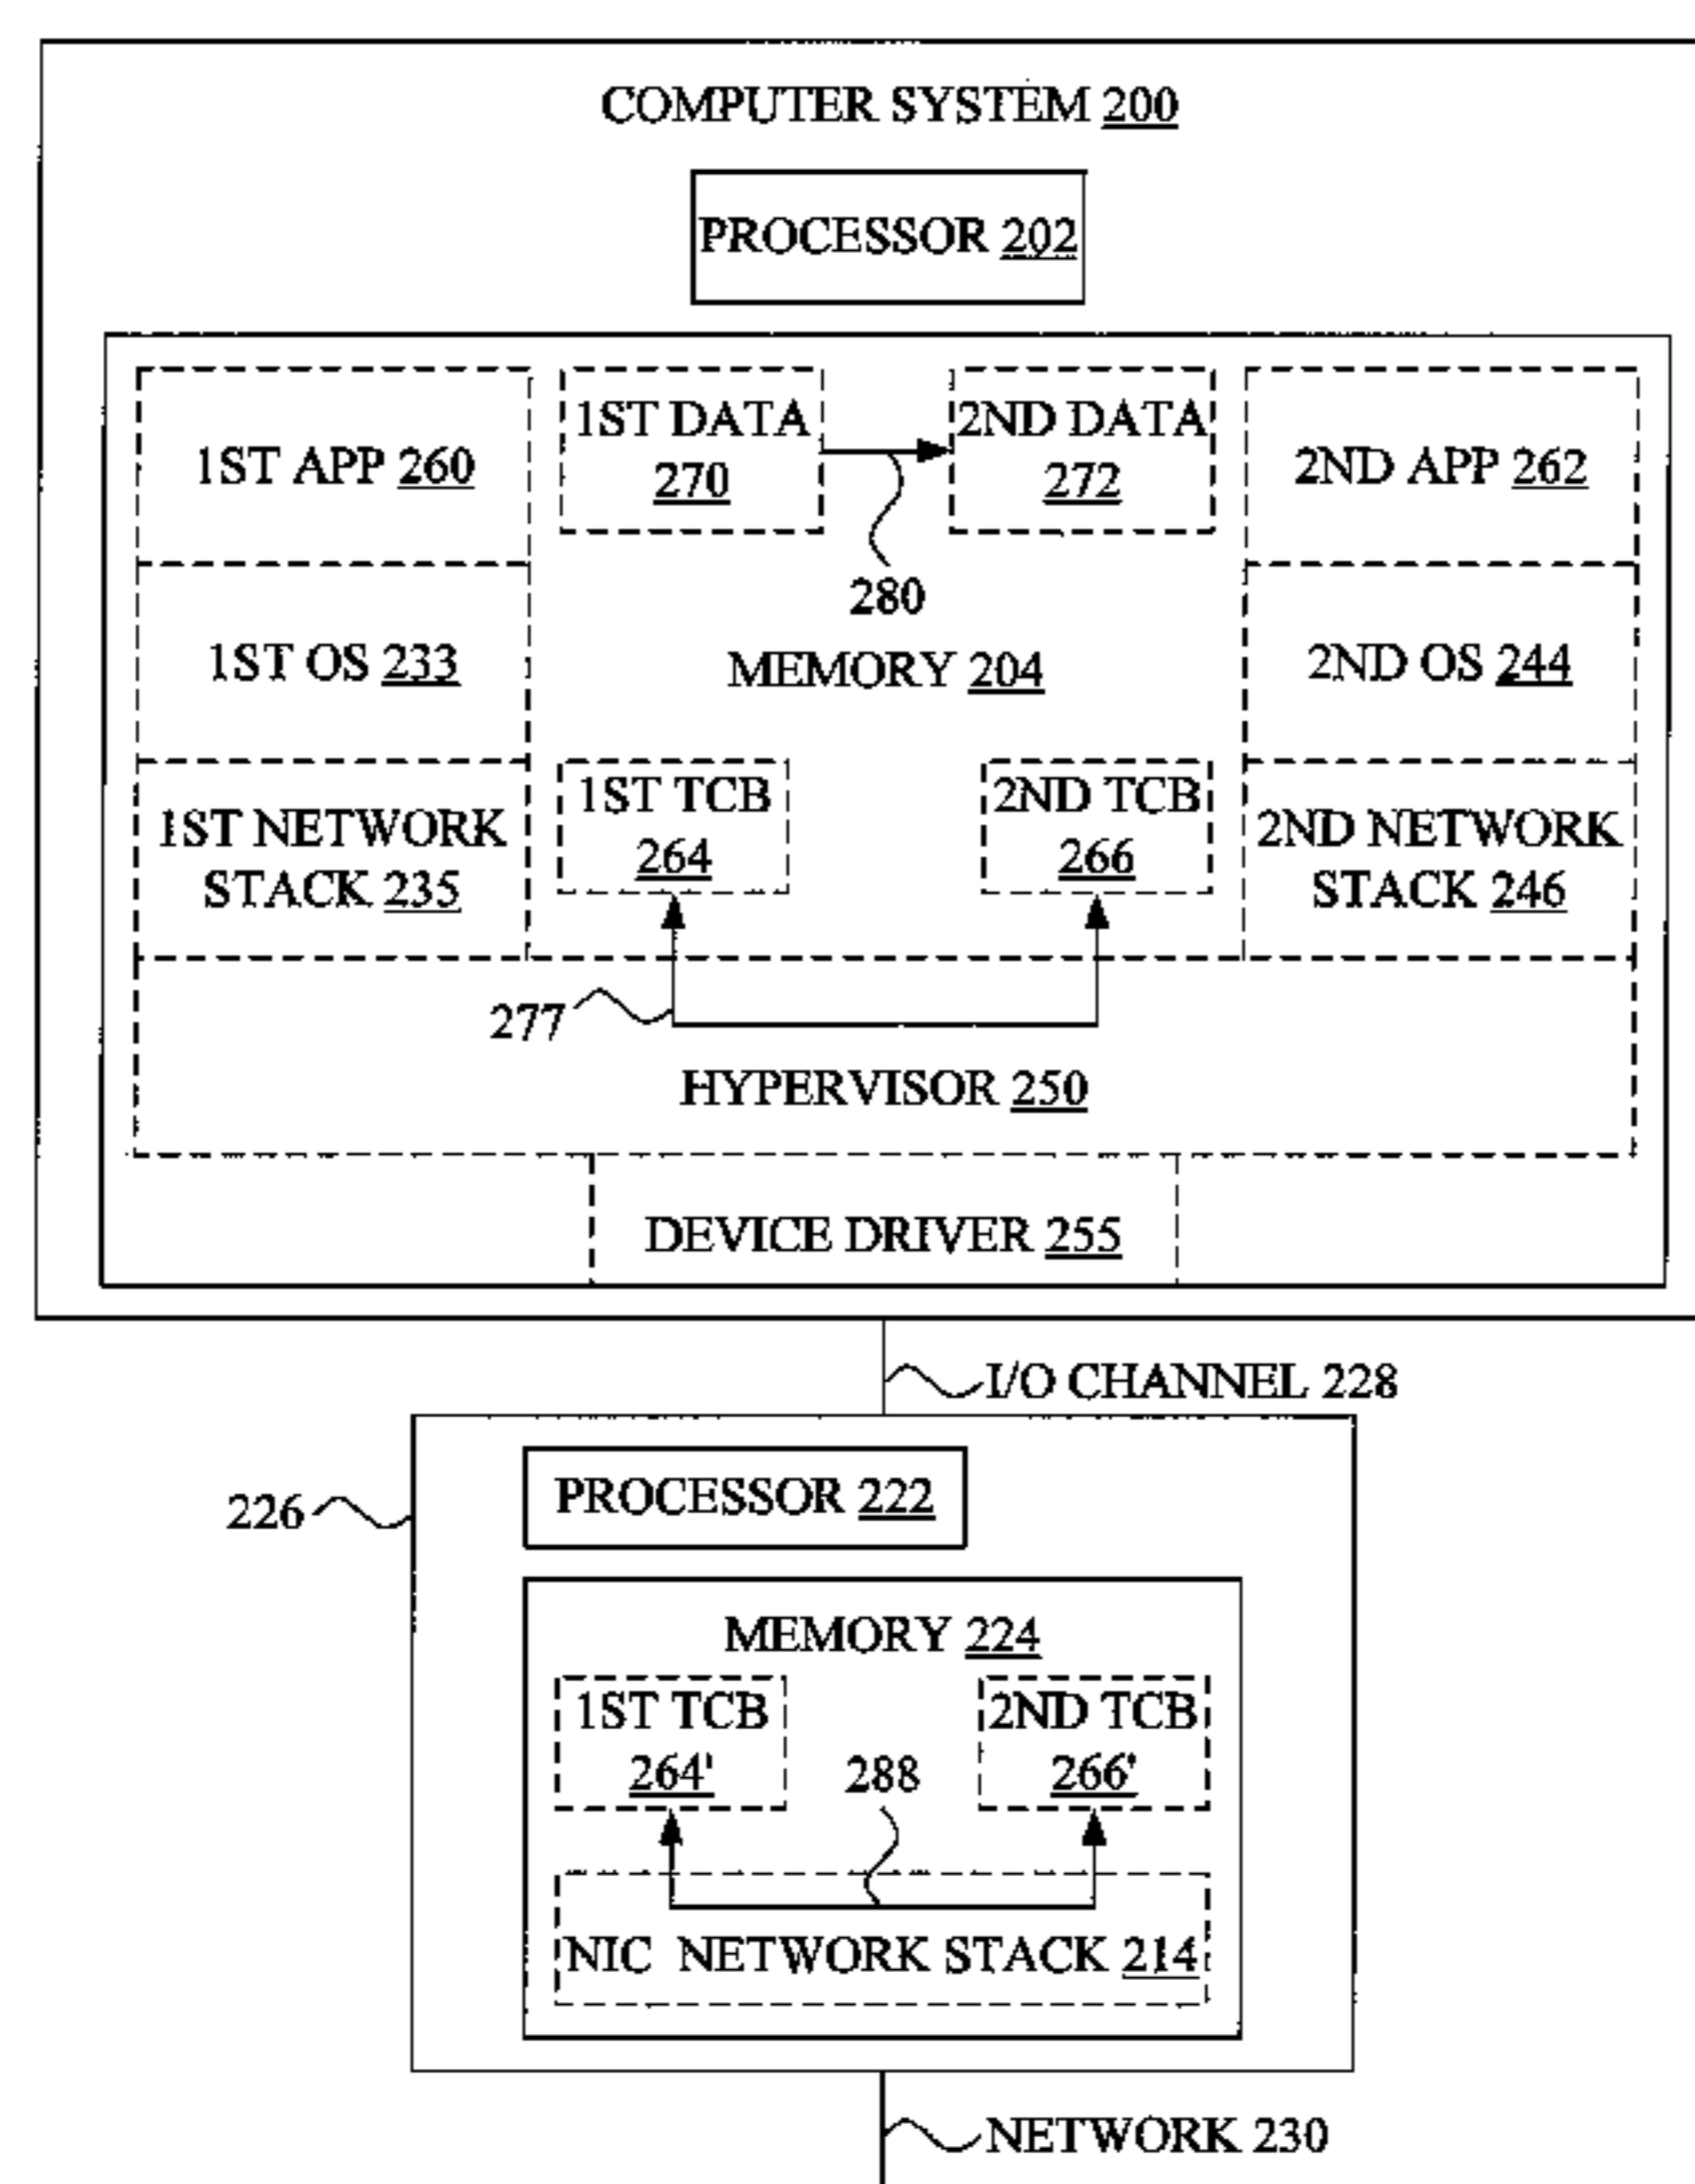 COMPUTER SYSTEM 200
PROCESSOR 202
1ST APP 260
1ST DATA
270
2ND DATA
272
2ND APP 262
280
1ST OS 233
MEMORY 204
2ND OS 244
1ST NETWORK
STACK 235
1ST TCB
264
2ND TCB
266
2ND NETWORK
STACK 246
277
HYPERVISOR 250
DEVICE DRIVER 255
I/O CHANNEL 228
226
PROCESSOR 222
MEMORY 224
1ST TCB
264'
288
2ND TCB
266'
NIC NETWORK STACK 214
NETWORK 230